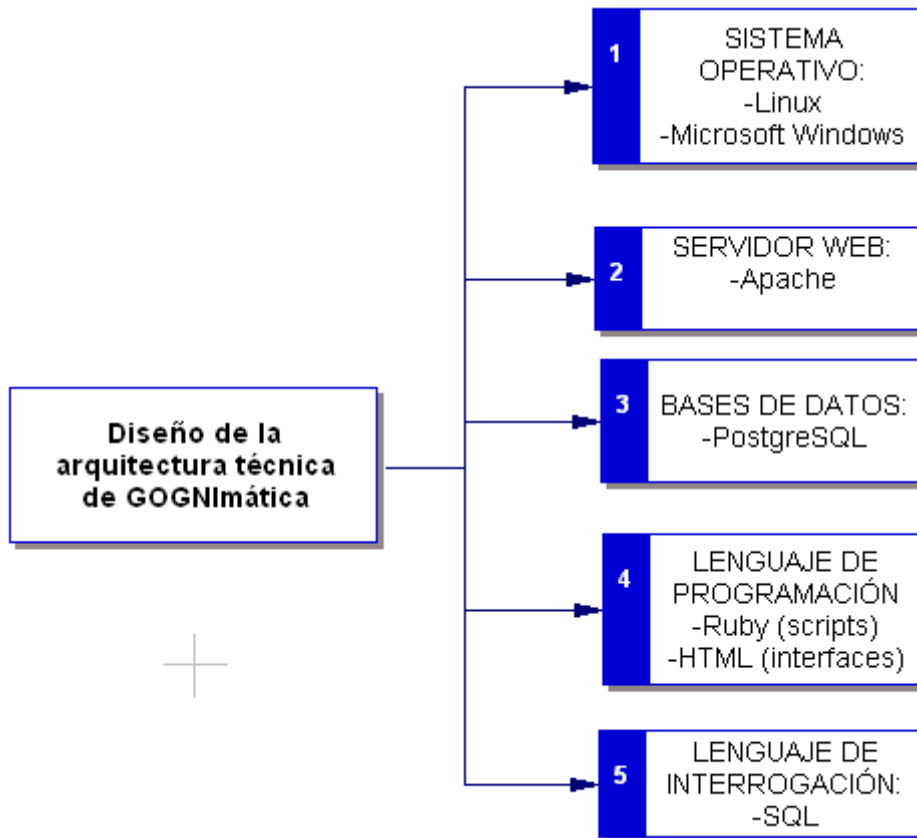 Diseño de la
arquitectura técnica
de GOGNImática
1
SISTEMA
OPERATIVO:
-Linux
-Microsoft Windows
2
SERVIDOR WEB:
-Apache
3
BASES DE DATOS:
-PostgreSQL
4
LENGUAJE DE
PROGRAMACIÓN
-Ruby (scripts)
-HTML (interfaces)
5
LENGUAJE DE
INTERROGACIÓN:
-SQL